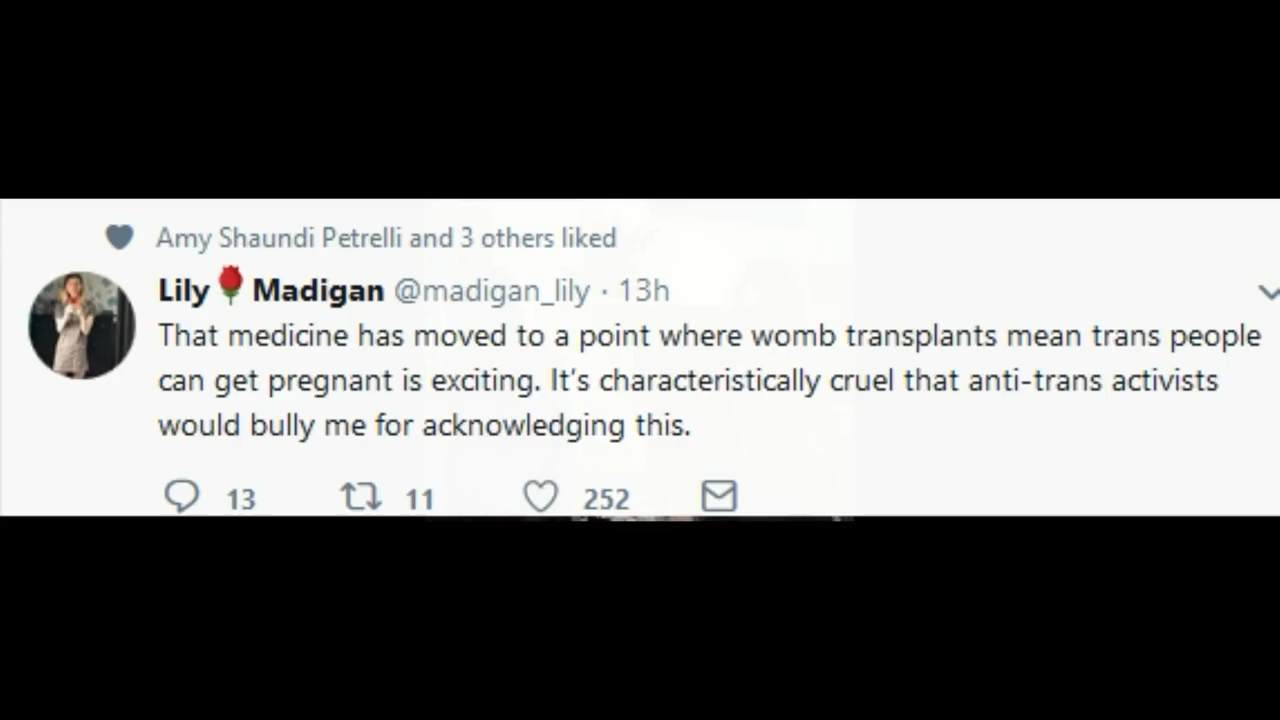 Amy Shaundi Petrelli and 3 others liked
Lily🌹Madigan @madigan_lily · 13h
That medicine has moved to a point where womb transplants mean trans people
can get pregnant is exciting. It's characteristically cruel that anti-trans activists
would bully me for acknowledging this.
13 11 252